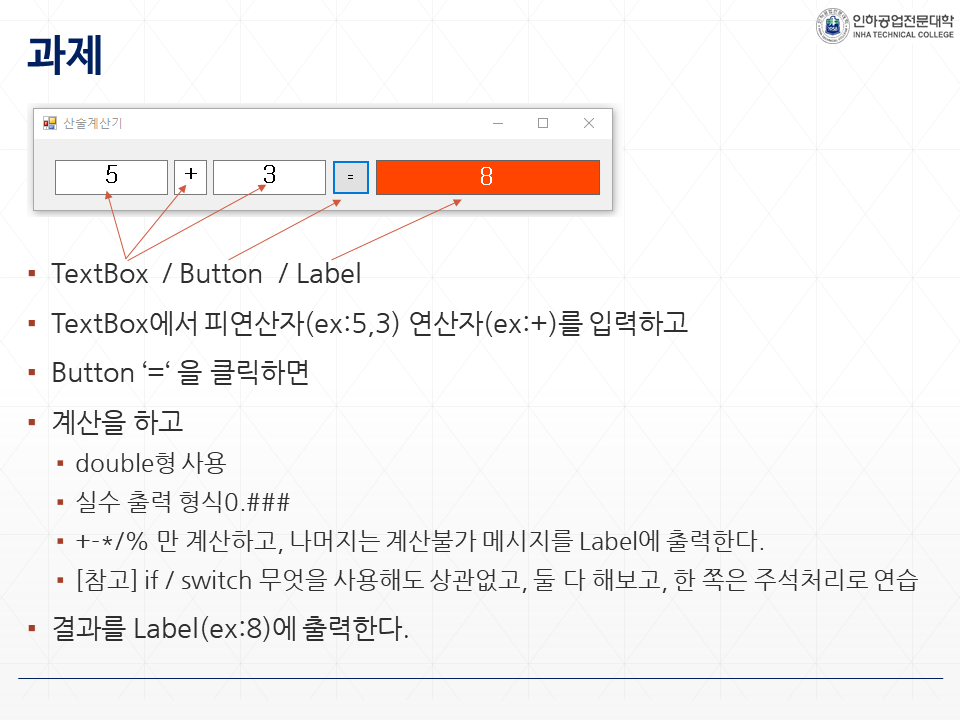 인하공업전문대학
INHA TECHNICAL COLLEGE
과제
산술계산기
5 + 3 = 8
▪ TextBox / Button / Label
▪ TextBox에서 피연산자(ex:5,3) 연산자(ex:+)를 입력하고
▪ Button ‘=‘ 을 클릭하면
▪ 계산을 하고
▪ double형 사용
▪ 실수 출력 형식0.###
▪ +-*/% 만 계산하고, 나머지는 계산불가 메시지를 Label에 출력한다.
▪ [참고] if / switch 무엇을 사용해도 상관없고, 둘 다 해보고, 한 쪽은 주석처리로 연습
▪ 결과를 Label(ex:8)에 출력한다.